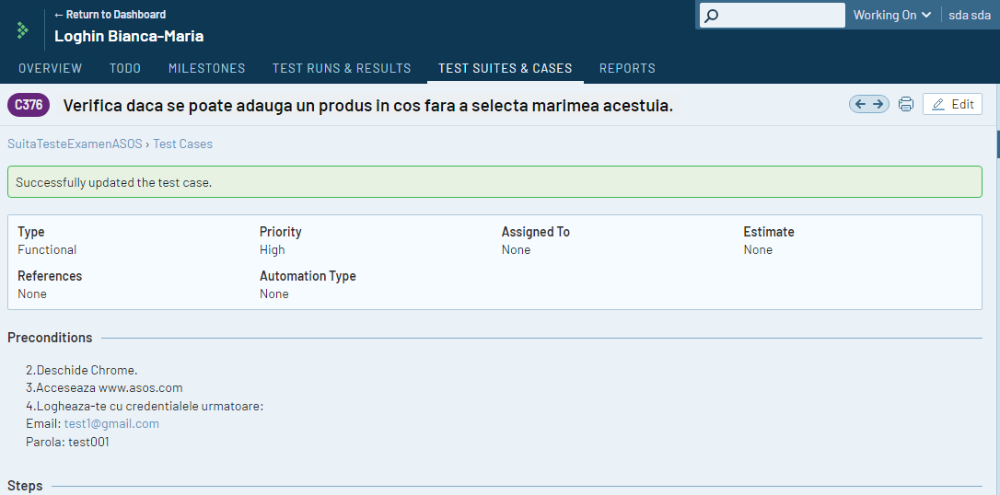 ← Return to Dashboard
Loghin Bianca-Maria
Working On
sda sda
OVERVIEW TODO MILESTONES TEST RUNS & RESULTS TEST SUITES & CASES REPORTS
C376 Verifica daca se poate adauga un produs in cos fara a selecta marimea acestuia.
Edit
SuitaTesteExamenASOS › Test Cases
Successfully updated the test case.
Type Priority Assigned To Estimate
Functional High None None
References Automation Type
None None
Preconditions
2.Deschide Chrome.
3.Acceseaza www.asos.com
4.Logheaza-te cu credentialele urmatoare:
Email: test1@gmail.com
Parola: test001
Steps